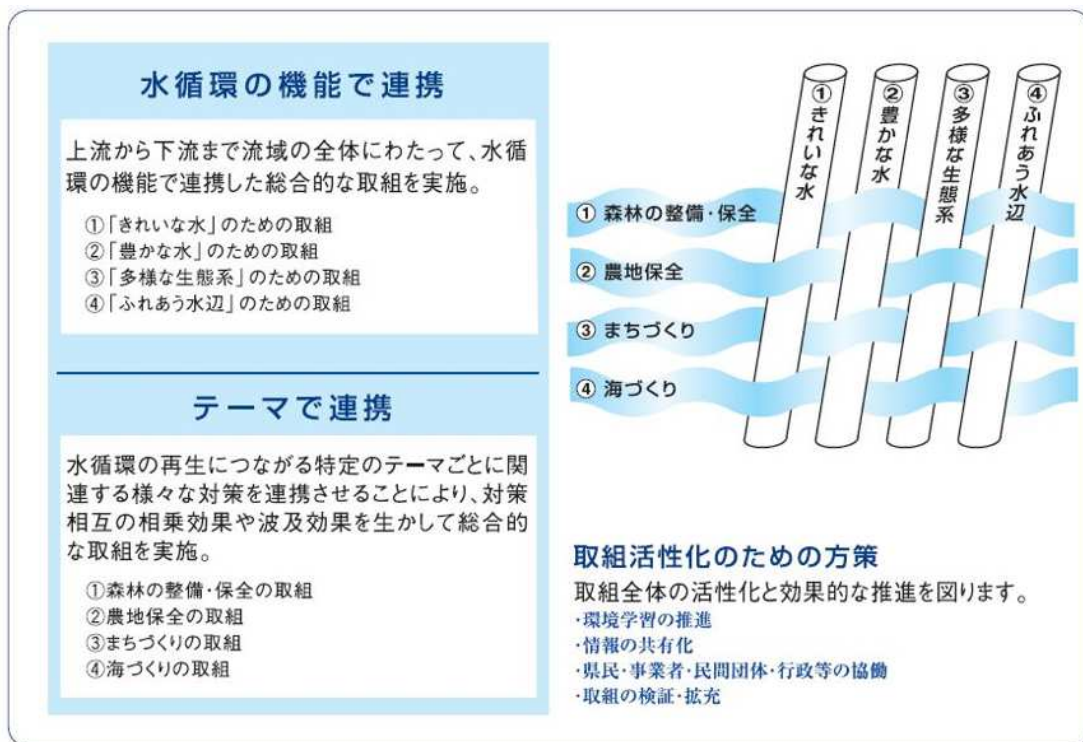 水循環の機能で連携
上流から下流まで流域の全体にわたって、水循
環の機能で連携した総合的な取組を実施。
①「きれいな水」のための取組
②「豊かな水」のための取組
③「多様な生態系」のための取組
④「ふれあう水辺」のための取組
テーマで連携
水循環の再生につながる特定のテーマごとに関
連する様々な対策を連携させることにより、対策
相互の相乗効果や波及効果を生かして総合的
な取組を実施。
①森林の整備・保全の取組
②農地保全の取組
③まちづくりの取組
④海づくりの取組
①きれいな水
②豊かな水
③多様な生態系
④ふれあう水辺
① 森林の整備・保全
② 農地保全
③ まちづくり
④ 海づくり
取組活性化のための方策
取組全体の活性化と効果的な推進を図ります。
・環境学習の推進
・情報の共有化
・県民・事業者・民間団体・行政等の協働
・取組の検証・拡充